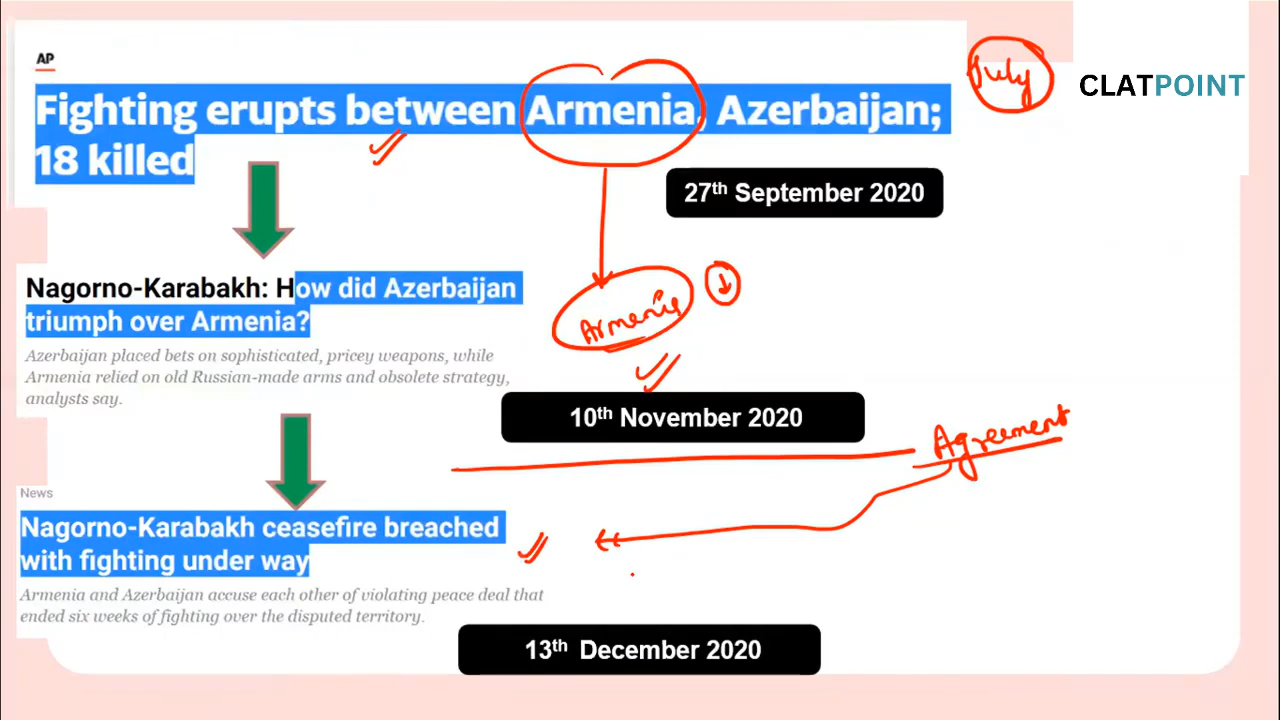 AP
July
CLATPOINT
Fighting erupts between Armenia, Azerbaijan;
18 killed
27th September 2020
Nagorno-Karabakh: How did Azerbaijan
triumph over Armenia?
Armenia
Azerbaijan placed bets on sophisticated, pricey weapons, while
Armenia relied on old Russian-made arms and obsolete strategy,
analysts say.
10th November 2020
Agreement
News
Nagorno-Karabakh ceasefire breached
with fighting under way
Armenia and Azerbaijan accuse each other of violating peace deal that
ended six weeks of fighting over the disputed territory.
13th December 2020